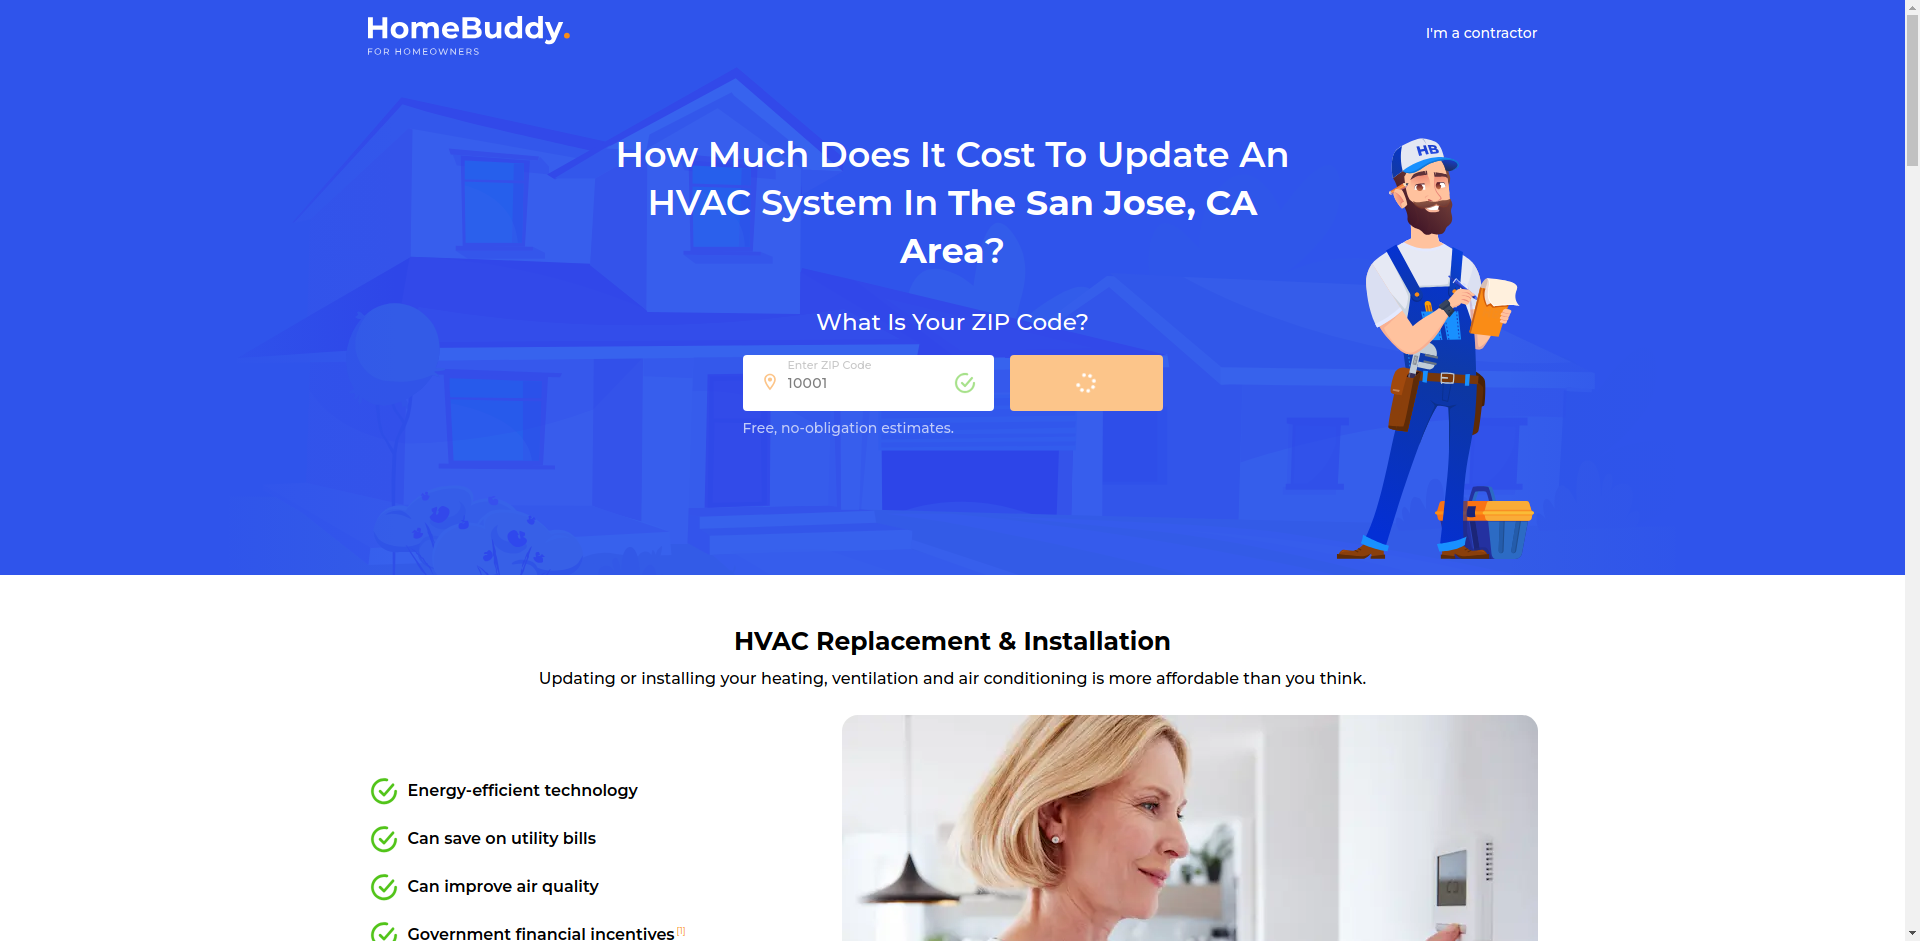 HomeBuddy.
FOR HOMEOWNERS
I'm a contractor
How Much Does It Cost To Update An
HVAC System In The San Jose, CA
Area?
HB
What Is Your ZIP Code?
Enter ZIP Code
10001
Free, no-obligation estimates.
HVAC Replacement & Installation
Updating or installing your heating, ventilation and air conditioning is more affordable than you think.
Energy-efficient technology
Can save on utility bills
Can improve air quality
Government financial incentives [1]